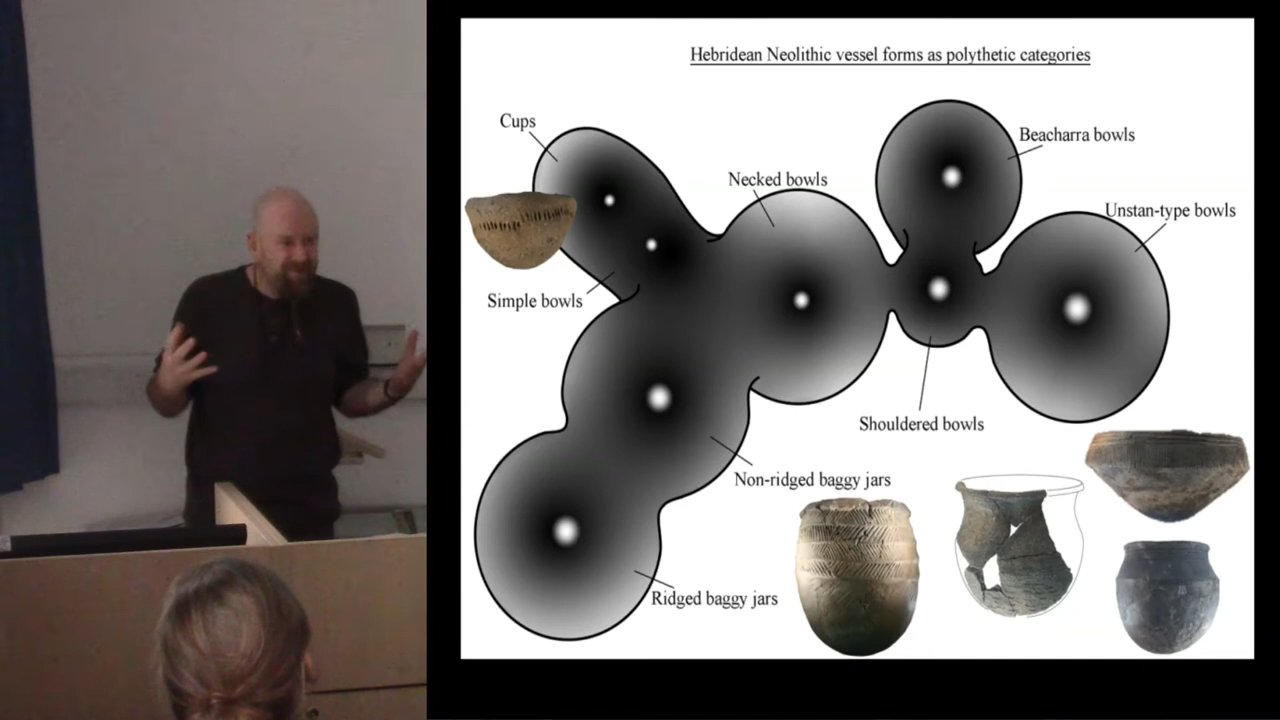 Hebridean Neolithic vessel forms as polythetic categories
Cups
Beacharra bowls
Necked bowls
Unstan-type bowls
Simple bowls
Shouldered bowls
Non-ridged baggy jars
Ridged baggy jars